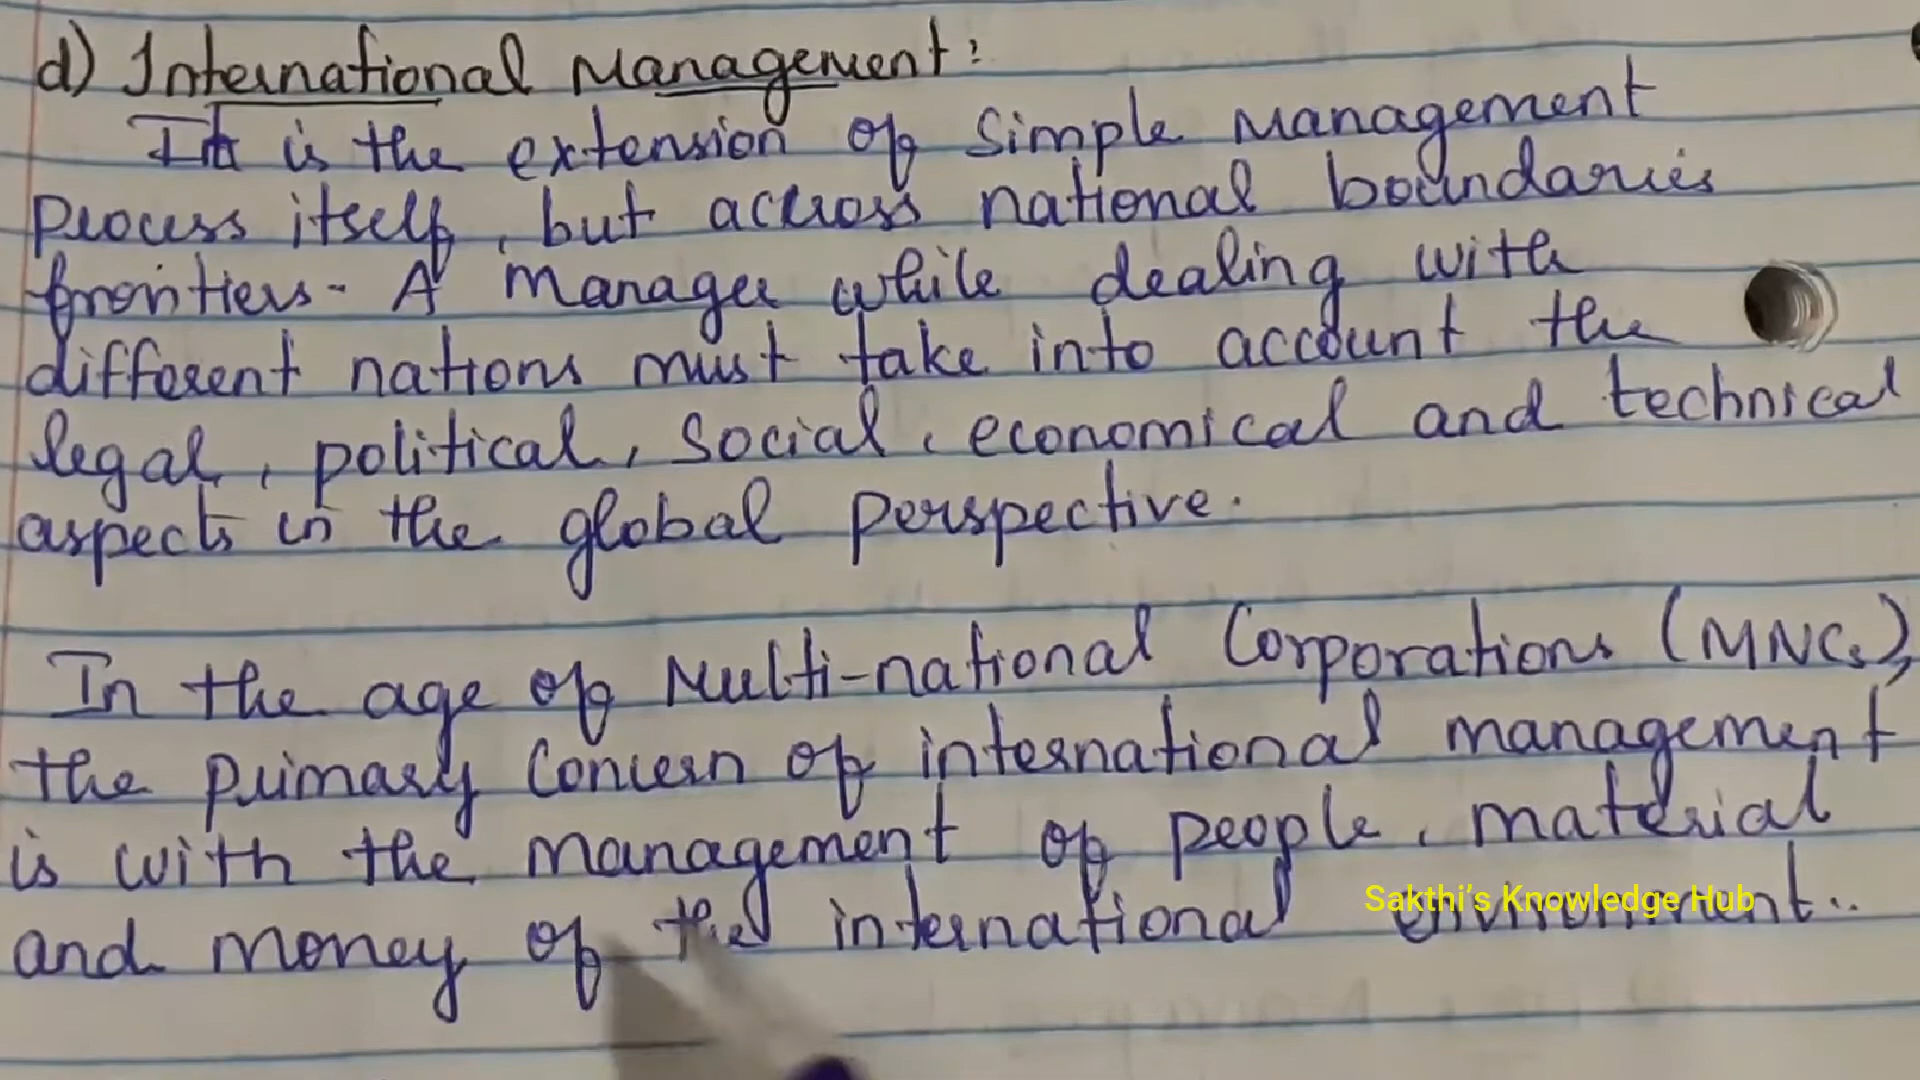 d) International Management:
It is the extension of Simple Management
Process itself, but across national boundaries
frontiers. A manager while dealing with
different nations must take into account the
legal, political, Social, economical and technical
aspects in the global perspective.
In the age of Multi-national Corporations (MNCs),
the primary Concern of international management
is with the management of people, material
and money of the international environment..
Sakthi's Knowledge Hub